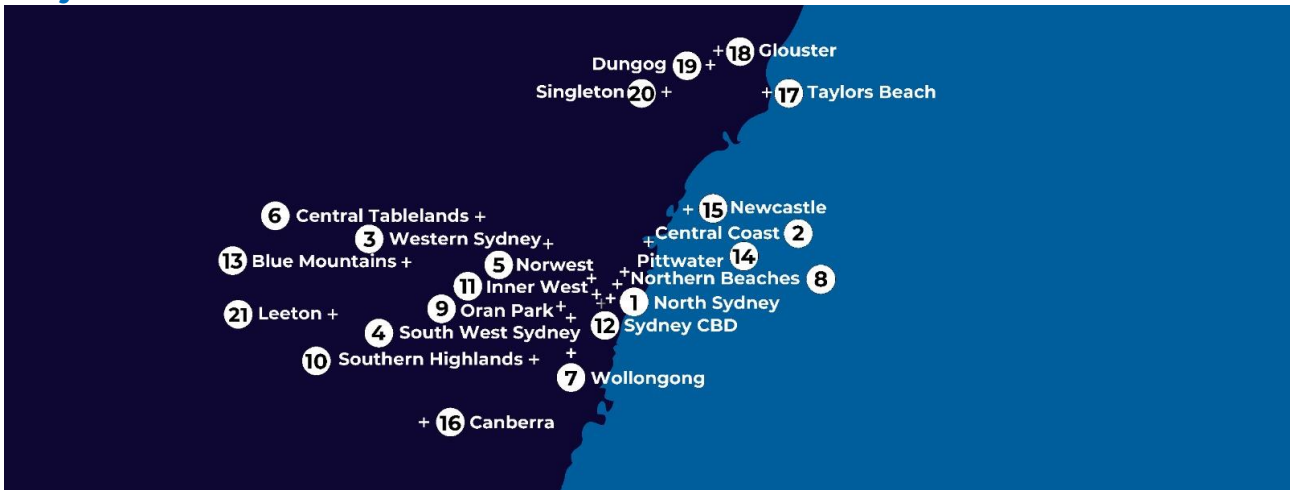 18 Glouster
Dungog 19
Singleton 20
17 Taylors Beach
15 Newcastle
6 Central Tablelands
Central Coast 2
3 Western Sydney
13 Blue Mountains
Pittwater 14
5 Norwest
Northern Beaches 8
11 Inner West
1 North Sydney
9 Oran Park
21 Leeton
12 Sydney CBD
4 South West Sydney
10 Southern Highlands
7 Wollongong
16 Canberra